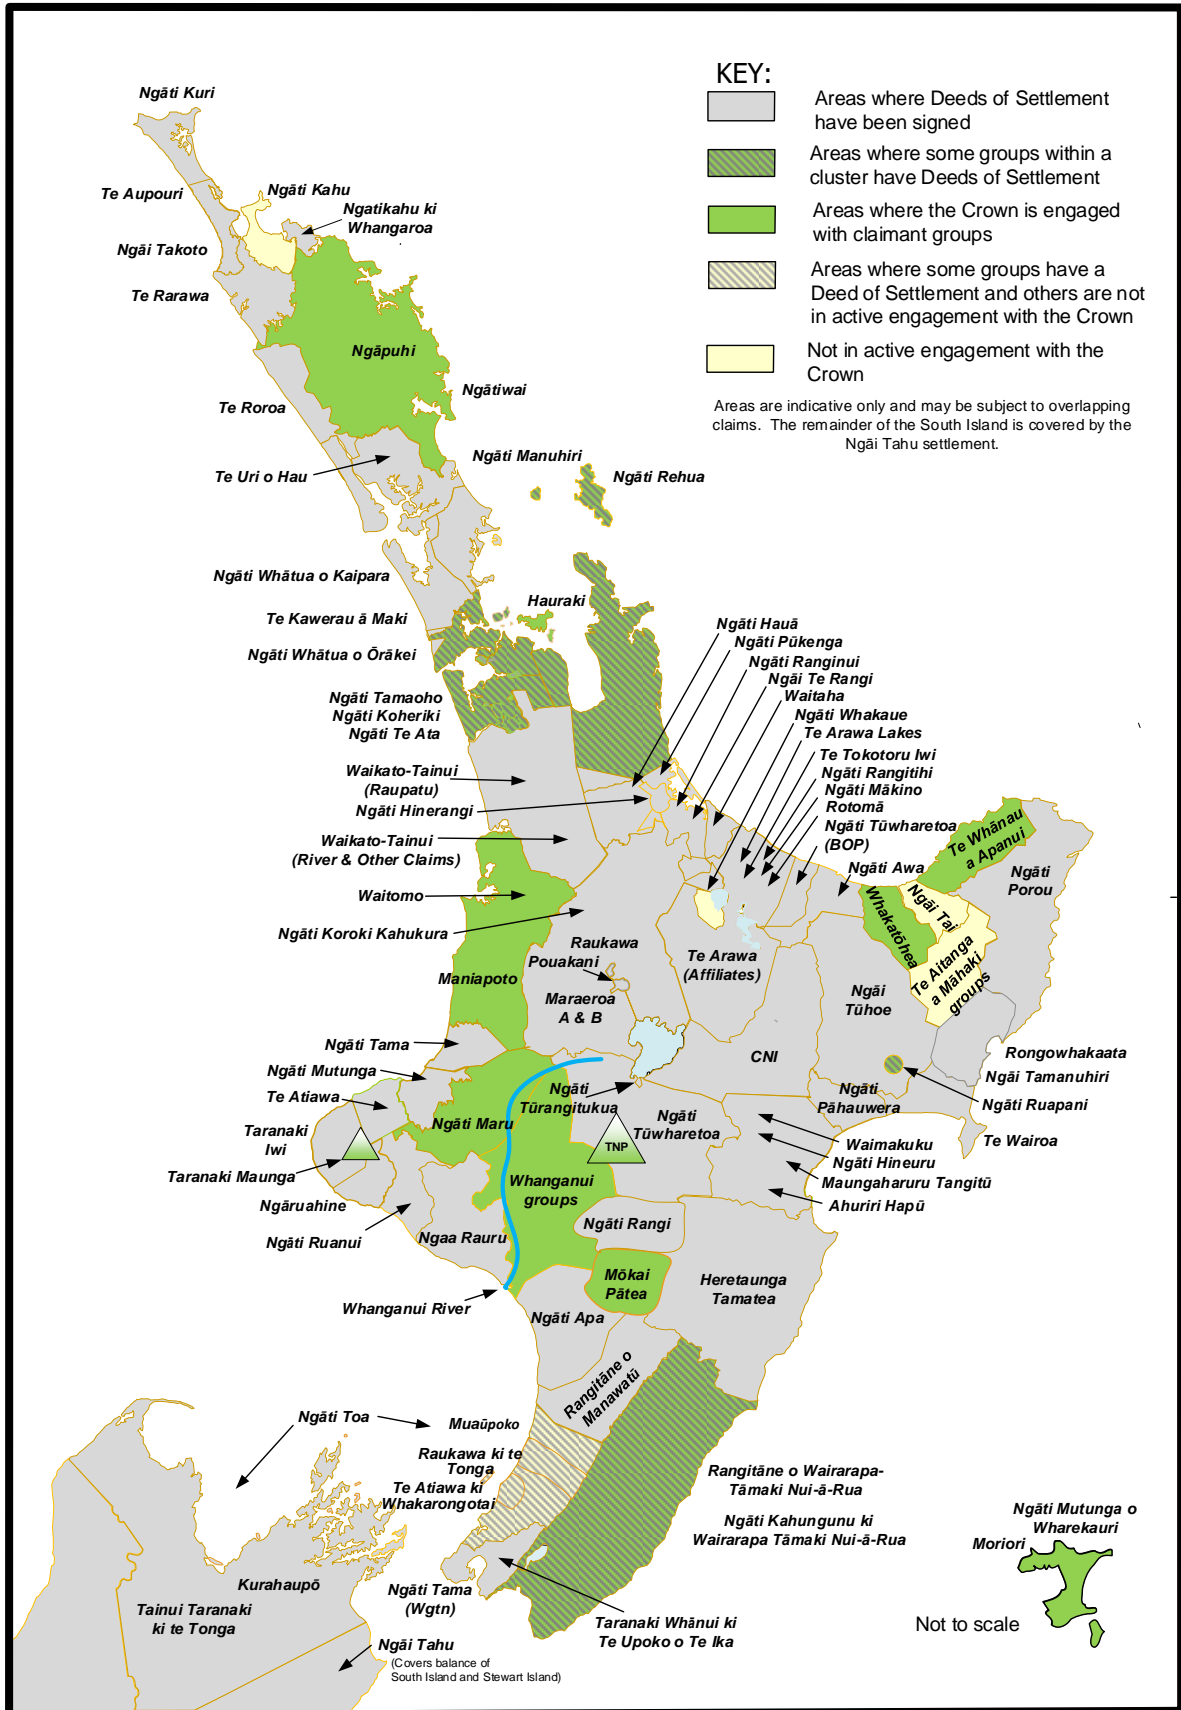 KEY:
Areas where Deeds of Settlement
have been signed
Areas where some groups within a
cluster have Deeds of Settlement
Areas where the Crown is engaged
with claimant groups
Areas where some groups have a
Deed of Settlement and others are not
in active engagement with the Crown
Not in active engagement with the
Crown
Areas are indicative only and may be subject to overlapping
claims.  The remainder of the South Island is covered by the
Ngāi Tahu settlement.
Ngāti Kuri
Te Aupouri
Ngāti Kahu
Ngatikahu ki
Whangaroa
Ngāi Takoto
Te Rarawa
Ngāpuhi
Ngātiwai
Te Roroa
Ngāti Manuhiri
Te Uri o Hau
Ngāti Rehua
Ngāti Whātua o Kaipara
Hauraki
Te Kawerau ā Maki
Ngāti Whātua o Ōrākei
Ngāti Tamaoho
Ngāti Koheriki
Ngāti Te Ata
Ngāti Hauā
Ngāti Pūkenga
Ngāti Ranginui
Ngāi Te Rangi
Waitaha
Ngāti Whakaue
Te Arawa Lakes
Te Tokotoru Iwi
Ngāti Rangitihi
Ngāti Mākino
Rotomā
Ngāti Tūwharetoa
(BOP)
Ngāti Awa
Waikato-Tainui
(Raupatu)
Ngāti Hinerangi
Waikato-Tainui
(River & Other Claims)
Waitomo
Ngāti Koroki Kahukura
Te Whānau
a Apanui
Ngāti
Porou
Ngāi Tai
Whakatōhea
Te Aitanga
a Māhaki
groups
Raukawa
Pouakani
Maraeroa
A & B
Te Arawa
(Affiliates)
Maniapoto
Ngāi
Tūhoe
Ngāti Tama
CNI
Rongowhakaata
Ngāi Tamanuhiri
Ngāti Mutunga
Te Atiawa
Ngāti
Tūrangitukua
Ngāti
Pāhauwera
Ngāti Ruapani
Taranaki
Iwi
Ngāti Maru
Ngāti
Tūwharetoa
TNP
Te Wairoa
Waimakuku
Ngāti Hineuru
Maungaharuru Tangitū
Ahuriri Hapū
Taranaki Maunga
Whanganui
groups
Ngāruahine
Ngāti Ruanui
Ngaa Rauru
Ngāti Rangi
Mōkai
Pātea
Heretaunga
Tamatea
Whanganui River
Ngāti Apa
Rangitāne o
Manawatū
Ngāti Toa
Muaūpoko
Raukawa ki te
Tonga
Te Atiawa ki
Whakarongotai
Rangitāne o Wairarapa-
Tāmaki Nui-ā-Rua
Ngāti Kahungunu ki
Wairarapa Tāmaki Nui-ā-Rua
Ngāti Mutunga o
Wharekauri
Moriori
Not to scale
Kurahaupō
Tainui Taranaki
ki te Tonga
Ngāti Tama
(Wgtn)
Taranaki Whānui ki
Te Upoko o Te Ika
Ngāi Tahu
(Covers balance of
South Island and Stewart Island)